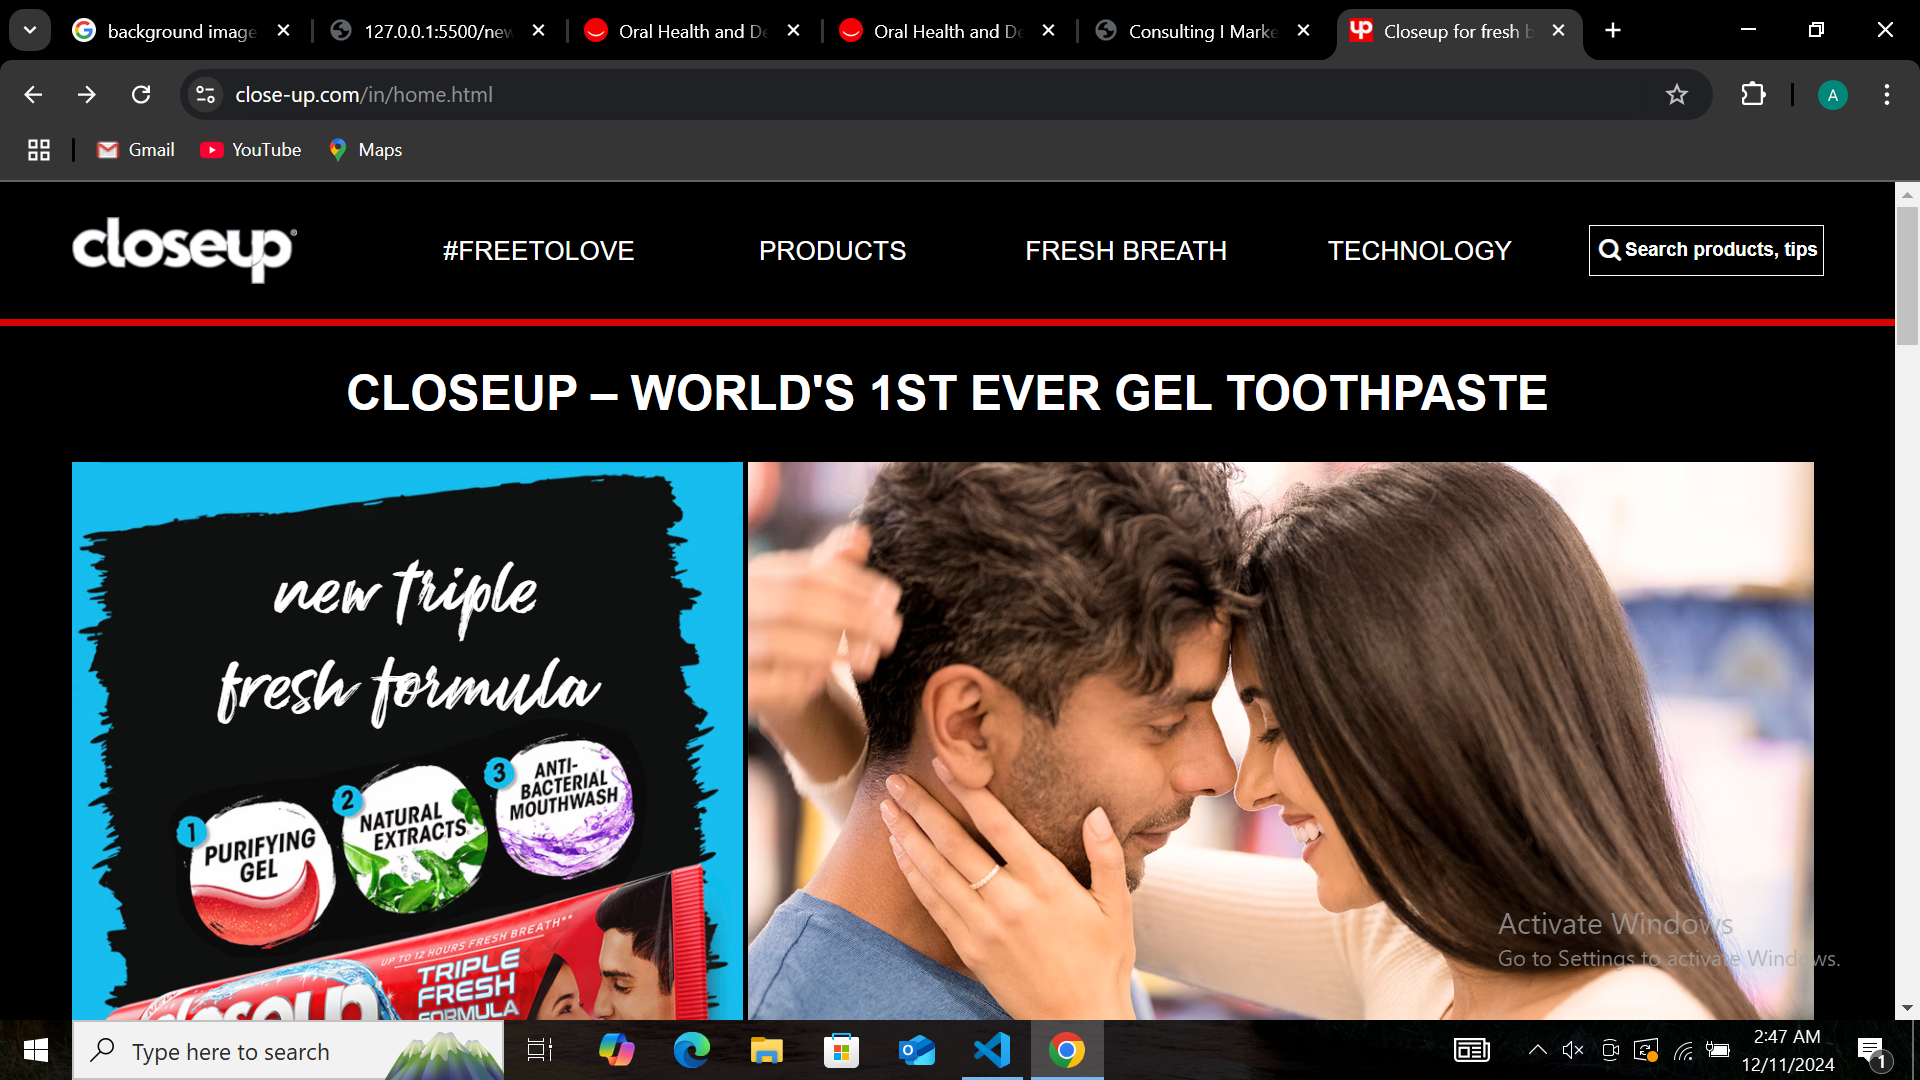 background image
127.0.0.1:5500/new
Oral Health and De
Oral Health and De
Consulting I Marke
Closeup for fresh b
close-up.com/in/home.html
A
Gmail
YouTube
Maps
closeup
#FREETOLOVE
PRODUCTS
FRESH BREATH
TECHNOLOGY
Search products, tips
CLOSEUP – WORLD'S 1ST EVER GEL TOOTHPASTE
new triple
fresh formula
1
PURIFYING
GEL
2
NATURAL
EXTRACTS
3
ANTI-
BACTERIAL
MOUTHWASH
UP TO 12 HOURS FRESH BREATH**
TRIPLE
FRESH
FORMULA
closeup
Activate Windows
Go to Settings to activate Windows.
Type here to search
2:47 AM
12/11/2024
1